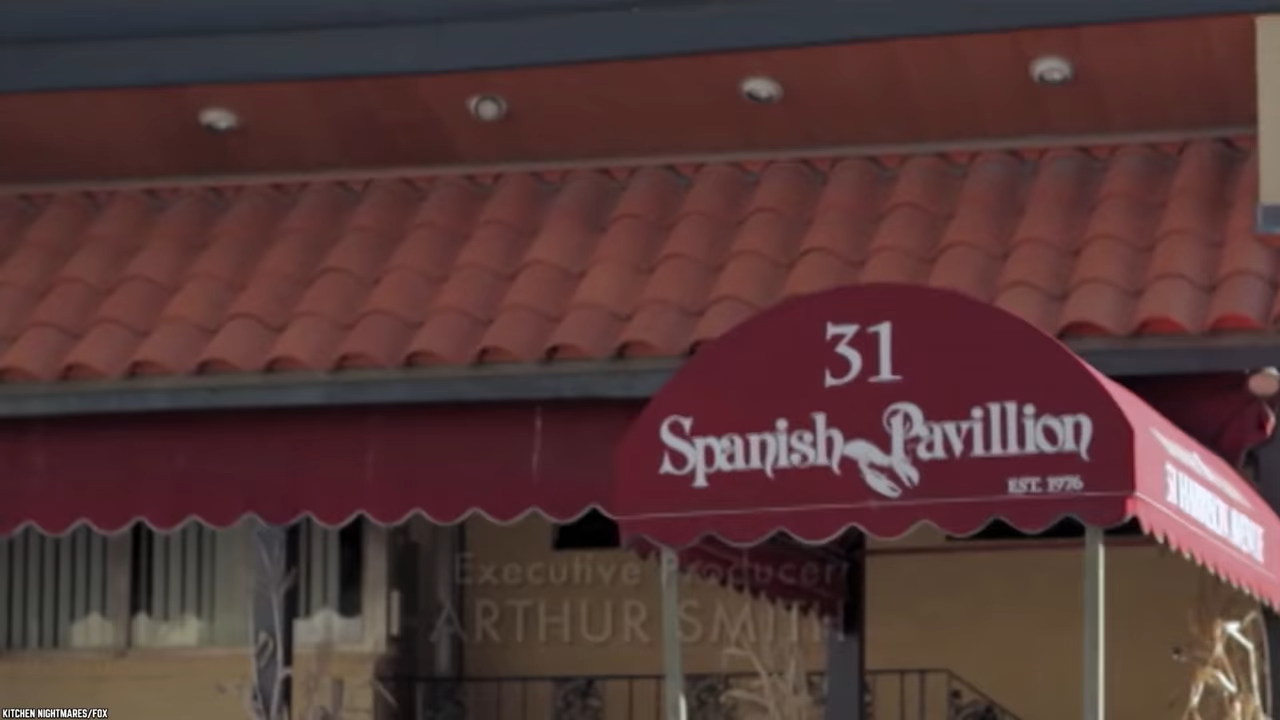 31
Spanish Pavillion
EST. 1976
Executive Producer
ARTHUR SMITH
KITCHEN NIGHTMARES/FOX